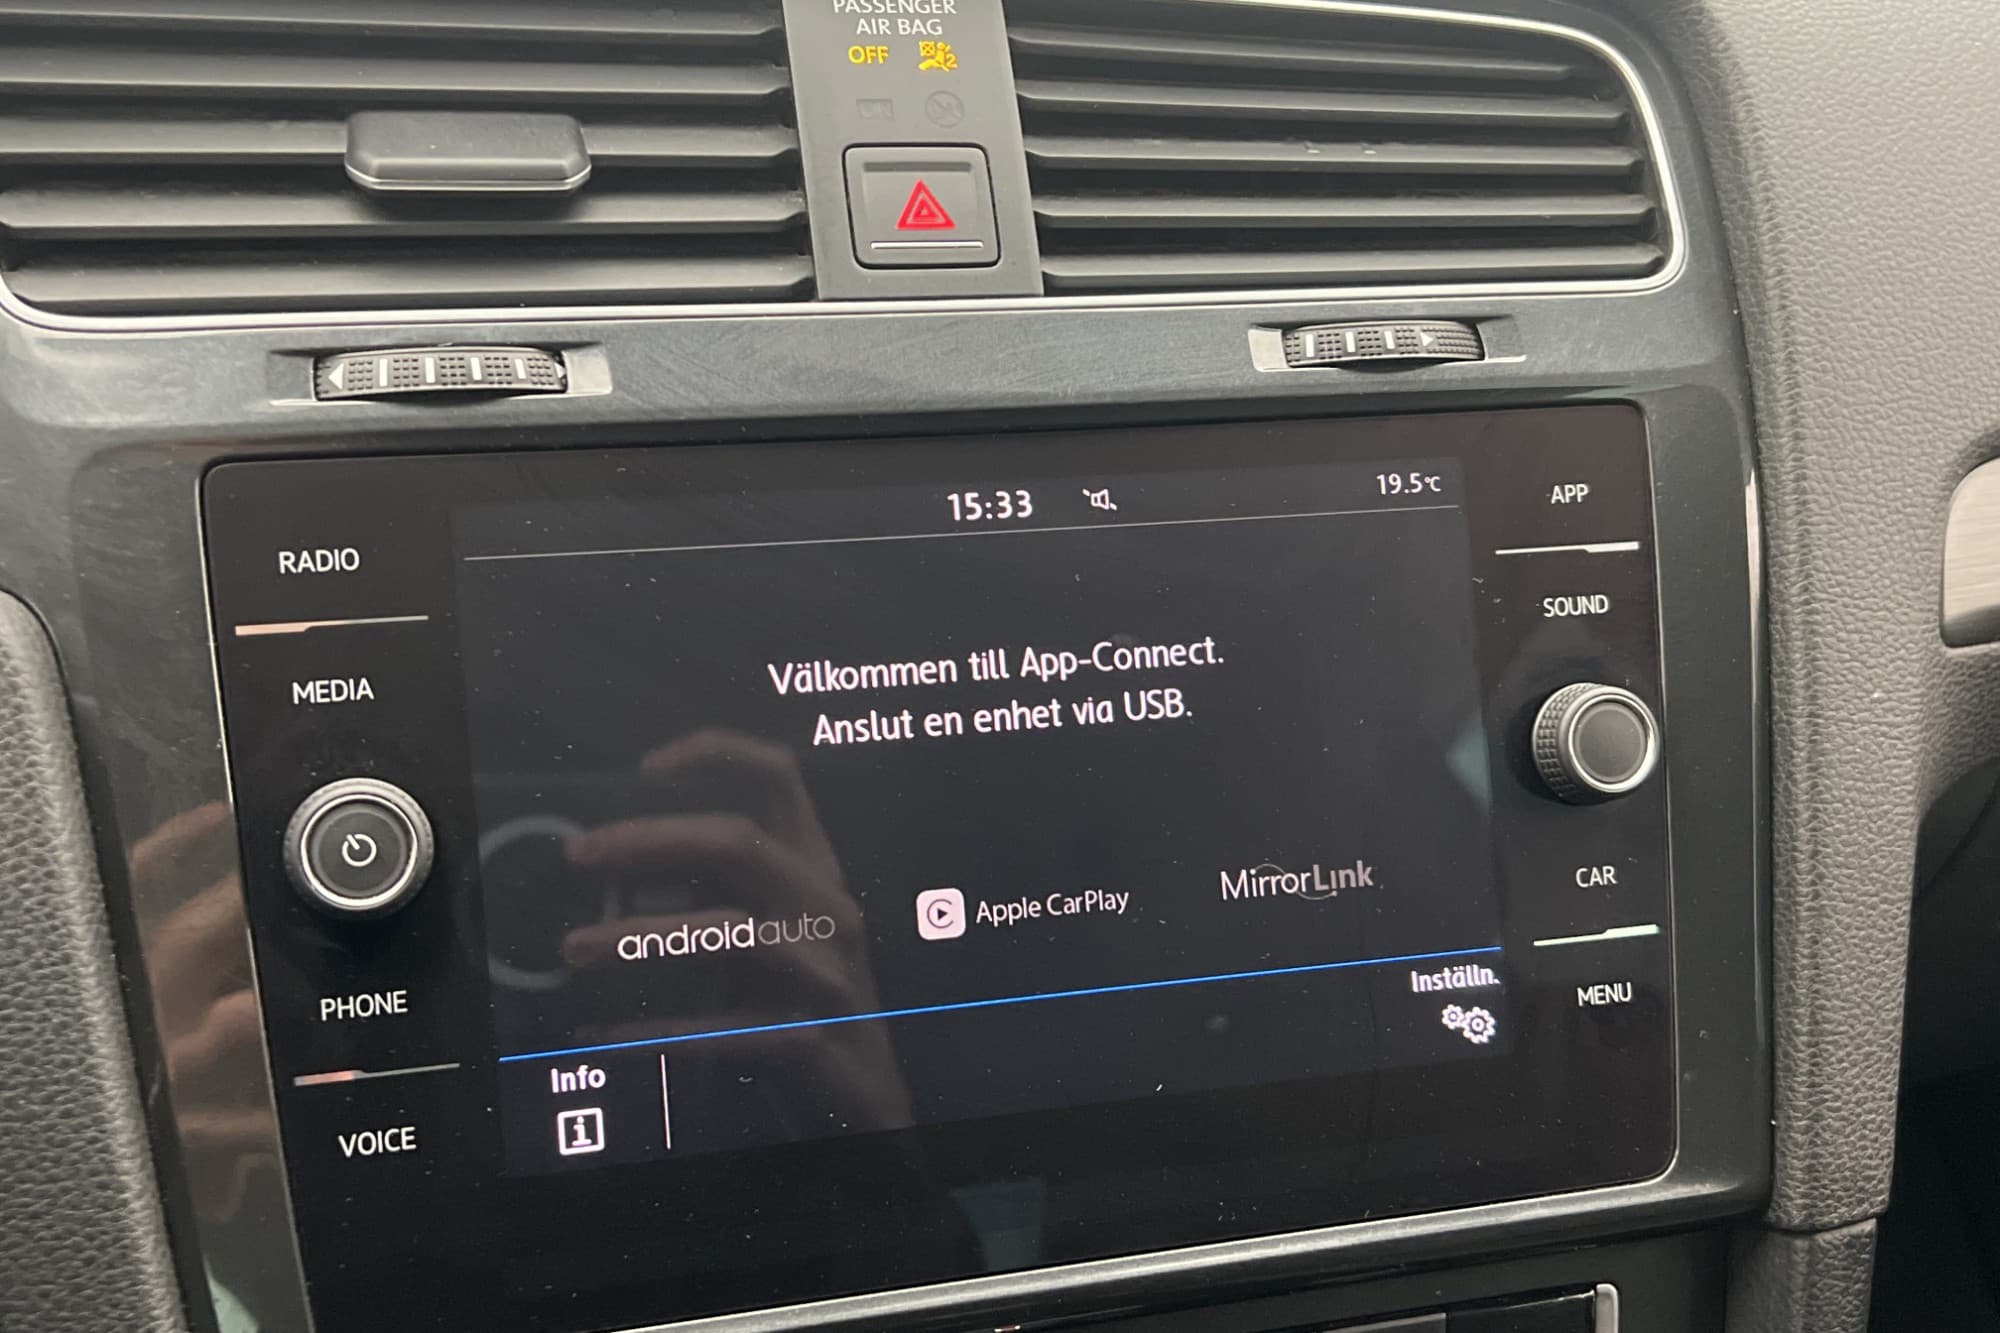 PASSENGER
AIR BAG
OFF
15:33
19.5°C
APP
RADIO
SOUND
MEDIA
Välkommen till App-Connect.
Anslut en enhet via USB.
CAR
androidauto
Apple CarPlay
MirrorLink
PHONE
Inställn.
MENU
Info
VOICE